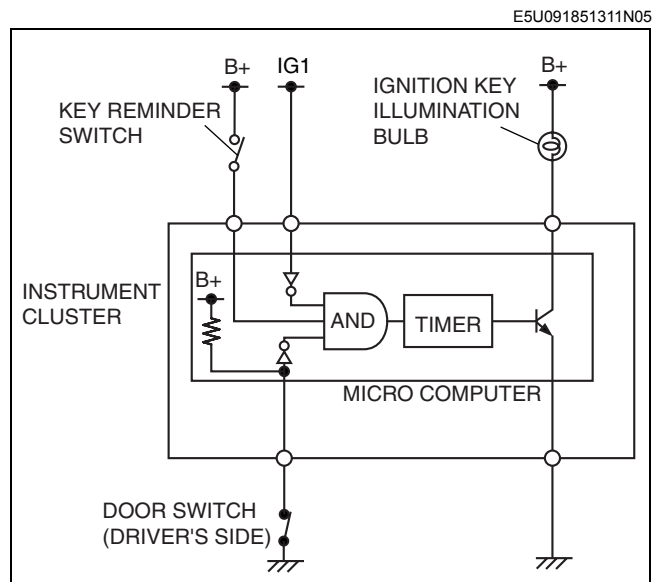 E5U091851311N05
B+
IG1
B+
KEY REMINDER
SWITCH
IGNITION KEY
ILLUMINATION
BULB
INSTRUMENT
CLUSTER
B+
AND
TIMER
MICRO COMPUTER
DOOR SWITCH
(DRIVER'S SIDE)